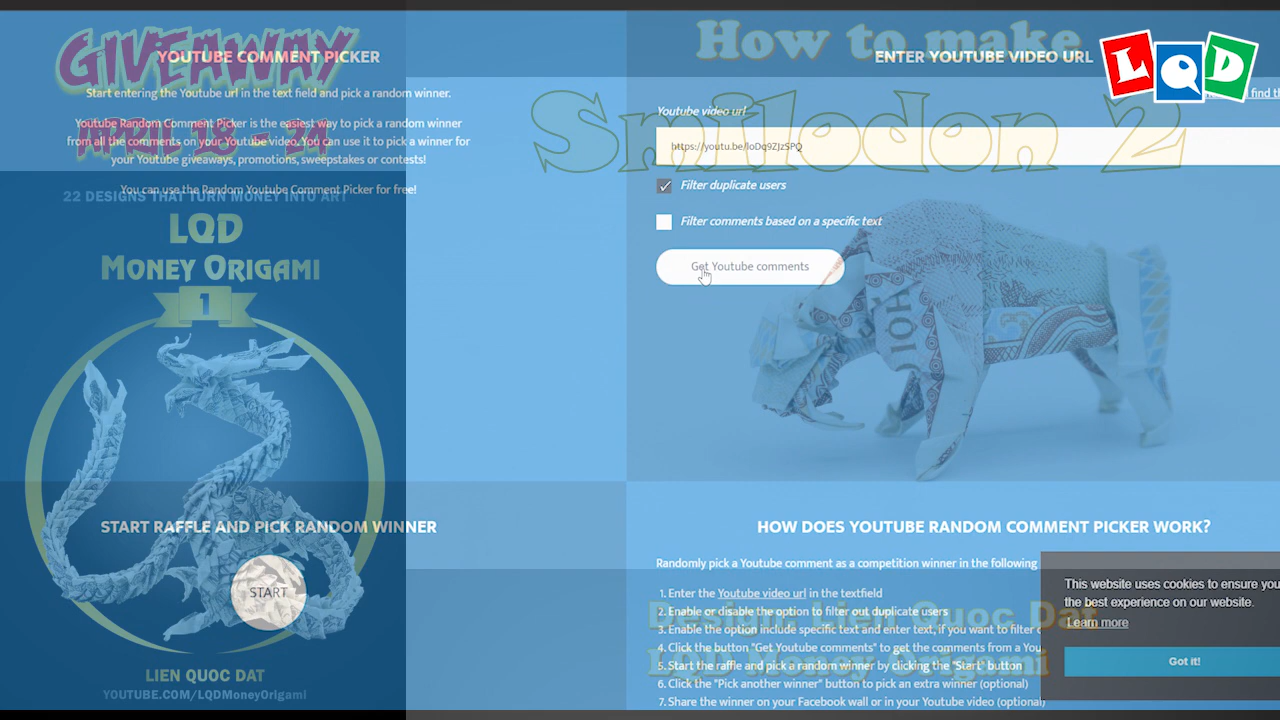 GIVEAWAY
APRIL 18 - 24
YOUTUBE COMMENT PICKER
Start entering the Youtube url in the text field and pick a random winner.
Youtube Random Comment Picker is the easiest way to pick a random winner
from all the comments on your Youtube video. You can use it to pick a winner for
your Youtube giveaways, promotions, sweepstakes or contests!
You can use the Random Youtube Comment Picker for free!
22 DESIGNS THAT TURN MONEY INTO ART
LQD
MONEY ORIGAMI
1
START RAFFLE AND PICK RANDOM WINNER
START
LIEN QUOC DAT
YOUTUBE.COM/LQDMONEYORIGAMI
How to make
Smilodon 2
LQD
ENTER YOUTUBE VIDEO URL
find th
Youtube video url
https://youtu.be/loDq9ZJzSPQ
Filter duplicate users
Filter comments based on a specific text
Get Youtube comments
HOW DOES YOUTUBE RANDOM COMMENT PICKER WORK?
Randomly pick a Youtube comment as a competition winner in the following
1. Enter the Youtube video url in the textfield
2. Enable or disable the option to filter out duplicate users
3. Enable the option include specific text and enter text, if you want to filter c
4. Click the button "Get Youtube comments" to get the comments from a You
5. Start the raffle and pick a random winner by clicking the "Start" button
6. Click the "Pick another winner" button to pick an extra winner (optional)
7. Share the winner on your Facebook wall or in your Youtube video (optional)
Design: Lien Quoc Dat
LQD Money Origami
This website uses cookies to ensure you
the best experience on our website.
Learn more
Got it!